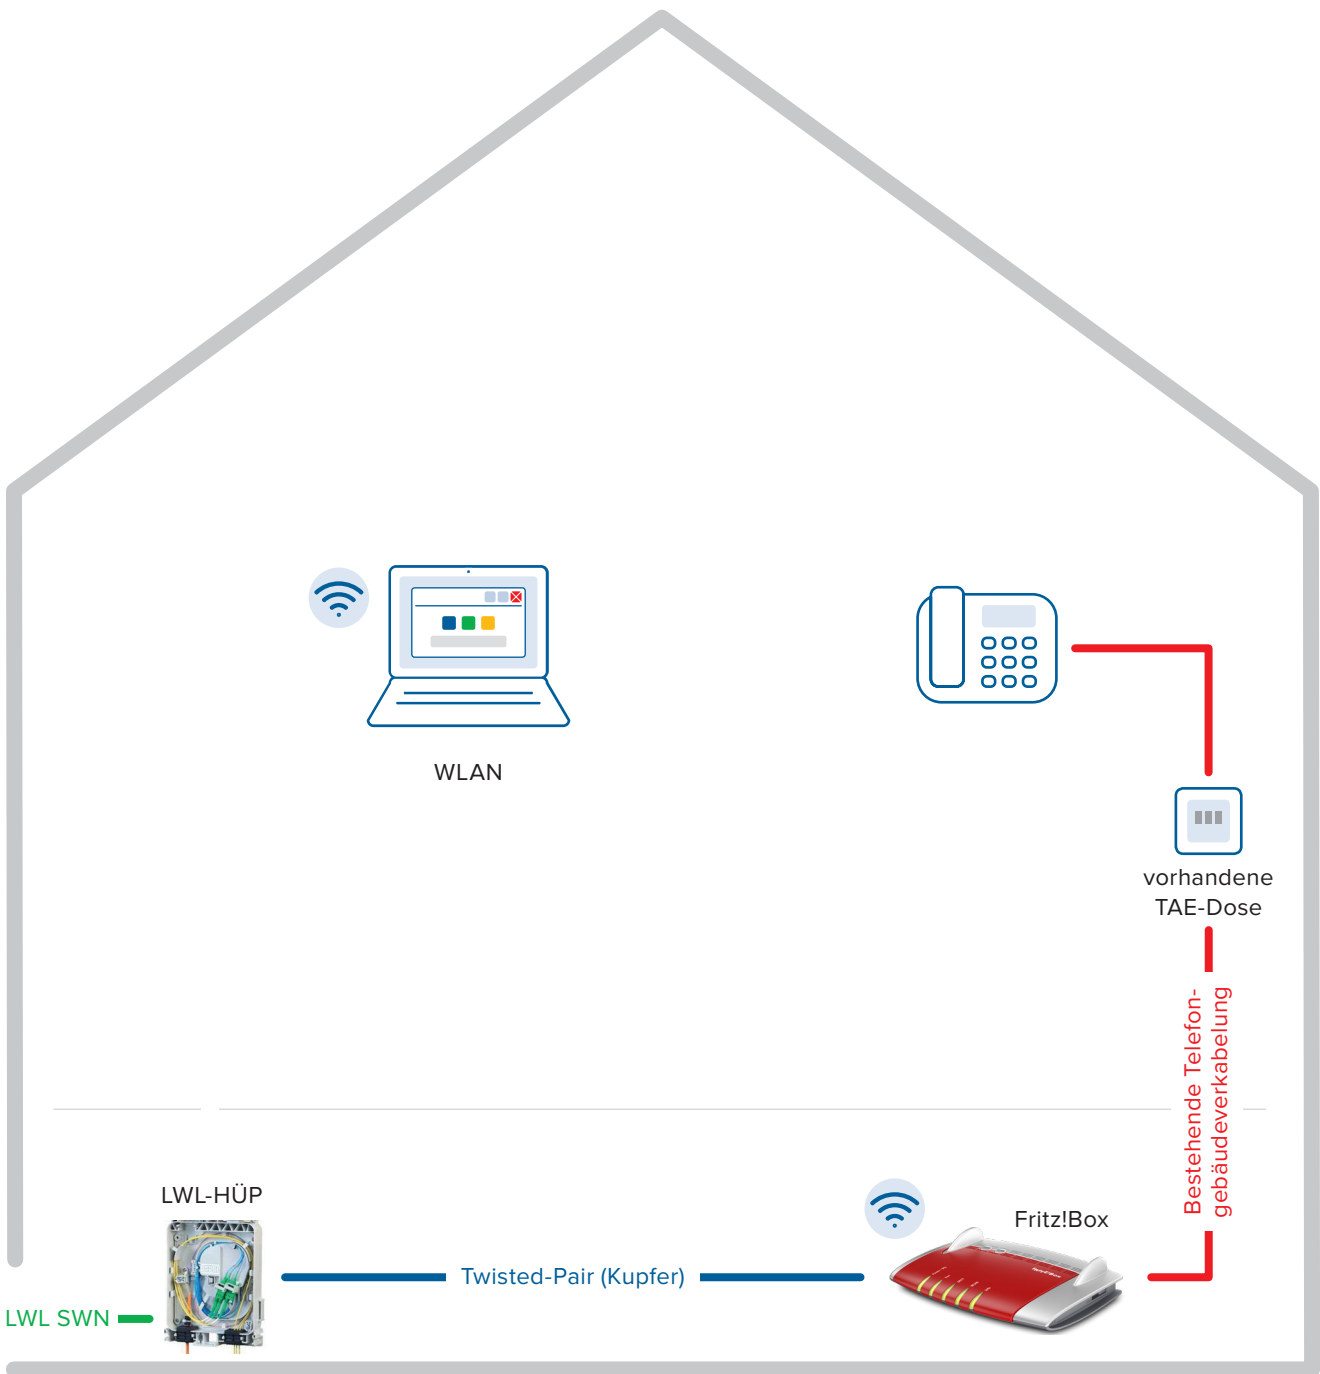 WLAN
vorhandene
TAE-Dose
Bestehende Telefon-
gebäudeverkabelung
LWL-HÜP
Fritz!Box
Twisted-Pair (Kupfer)
LWL SWN